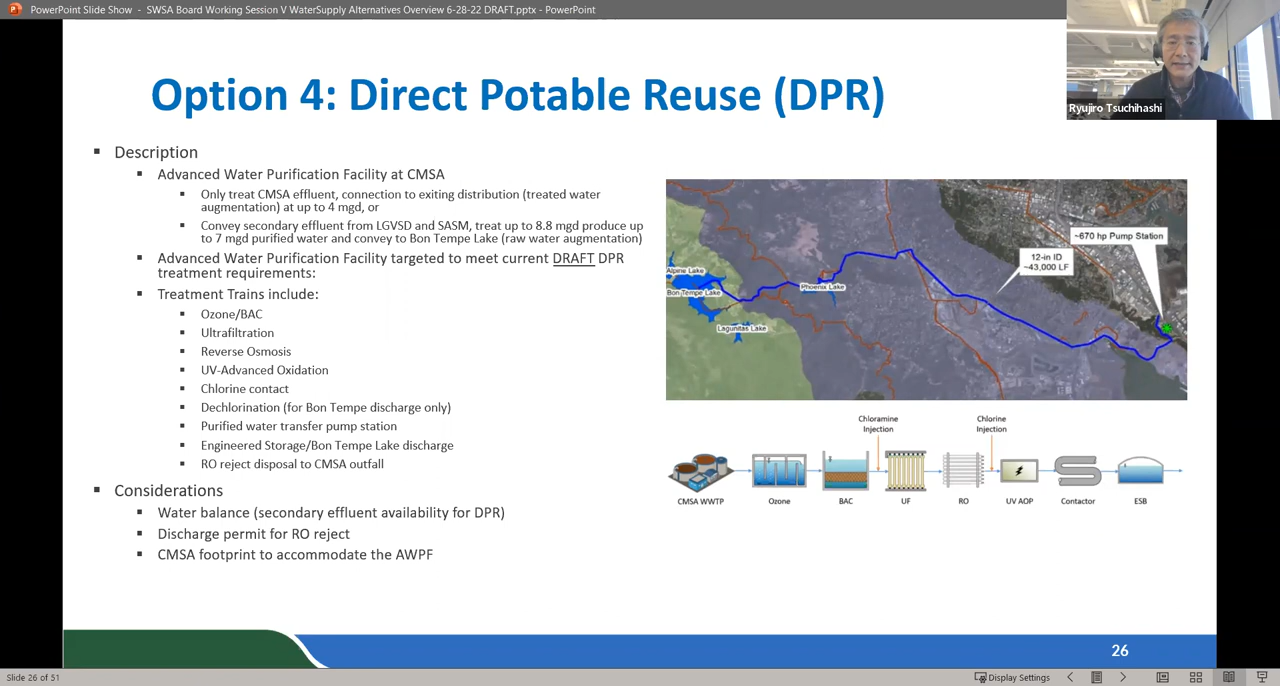 PowerPoint Slide Show - SWSA Board Working Session V WaterSupply Alternatives Overview 6-28-22 DRAFT.pptx - PowerPoint
Ryujiro Tsuchihashi
Option 4: Direct Potable Reuse (DPR)
Description
Advanced Water Purification Facility at CMSA
Only treat CMSA effluent, connection to exiting distribution (treated water
augmentation) at up to 4 mgd, or
Convey secondary effluent from LGVSD and SASM, treat up to 8.8 mgd produce up
to 7 mgd purified water and convey to Bon Tempe Lake (raw water augmentation)
Advanced Water Purification Facility targeted to meet current DRAFT DPR
treatment requirements:
Treatment Trains include:
Ozone/BAC
Ultrafiltration
Reverse Osmosis
UV-Advanced Oxidation
Chlorine contact
Dechlorination (for Bon Tempe discharge only)
Purified water transfer pump station
Engineered Storage/Bon Tempe Lake discharge
RO reject disposal to CMSA outfall
Considerations
Water balance (secondary effluent availability for DPR)
Discharge permit for RO reject
CMSA footprint to accommodate the AWPF
~670 hp Pump Station
12-in ID
~43,000 LF
Alpine Lake
Bon Tempe Lake
Phoenix Lake
Lagunitas Lake
Chloramine
Injection
Chlorine
Injection
CMSA WWTP
Ozone
BAC
UF
RO
UV AOP
Contactor
ESB
26
Slide 26 of 51
Display Settings